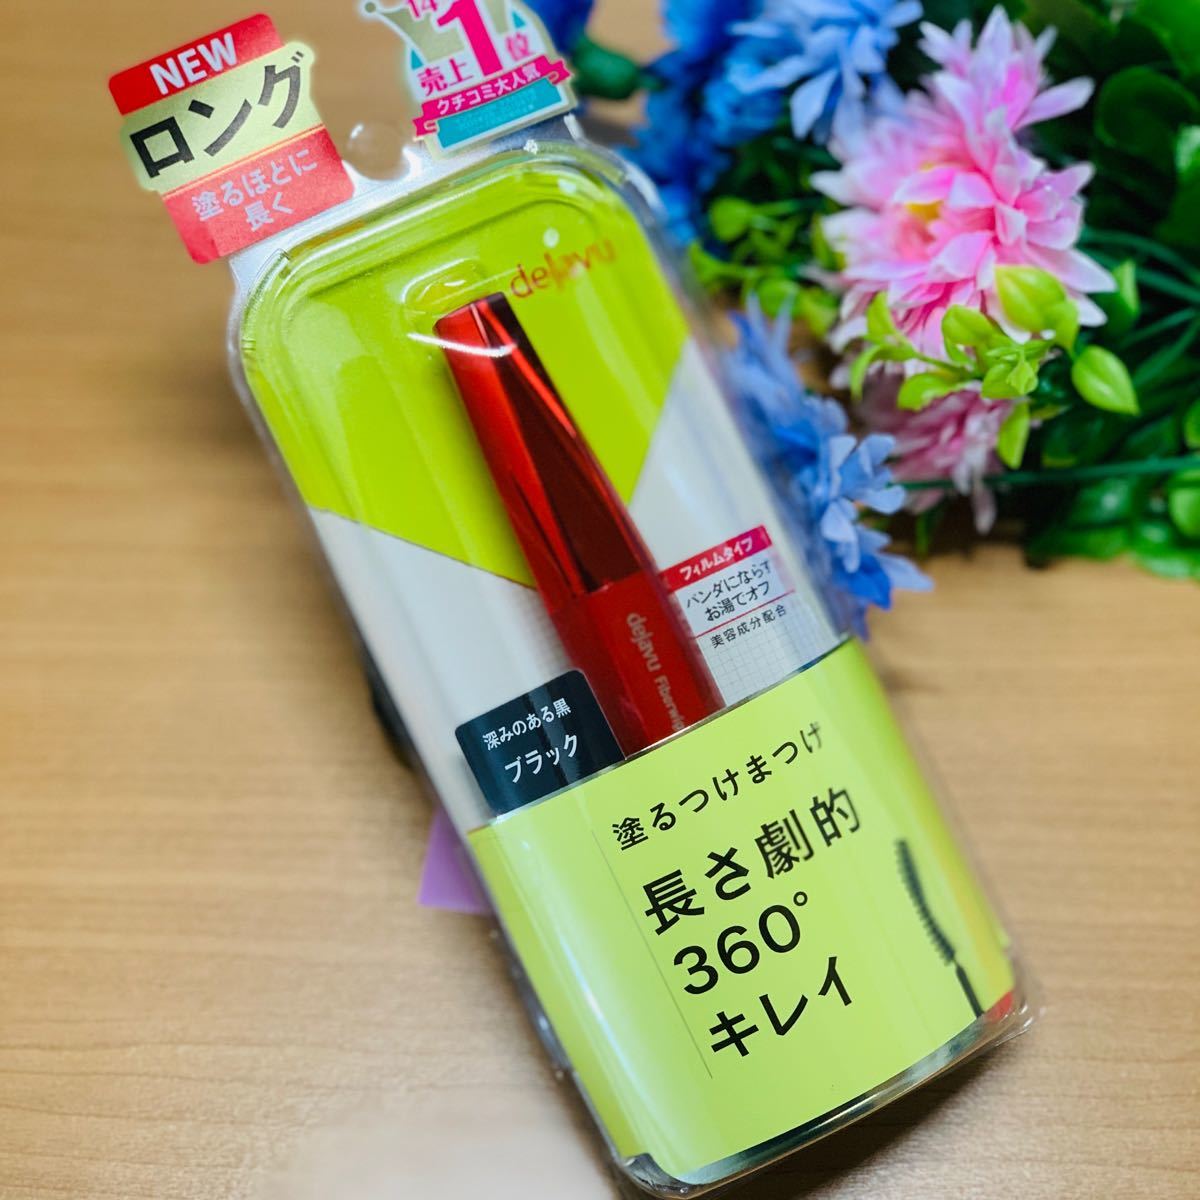 NEW
ロング
塗るほどに
長く
14
1位
売上
クチコミ大人気
dejavu
フィルムタイプ
パンダにならず
お湯でオフ
美容成分配合
dejavu Fiberwig
深みのある黒
ブラック
塗るつけまつげ
長さ劇的
360°
キレイ